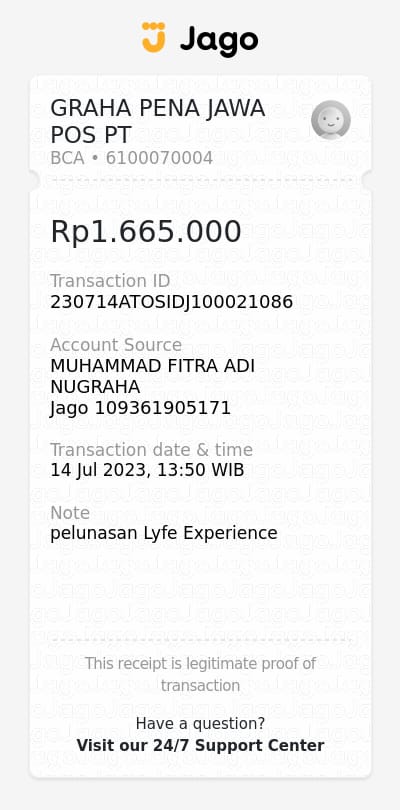 Jago
GRAHA PENA JAWA
POS PT
BCA • 6100070004
Rp1.665.000
Transaction ID
230714ATOSIDJ100021086
Account Source
MUHAMMAD FITRA ADI
NUGRAHA
Jago 109361905171
Transaction date & time
14 Jul 2023, 13:50 WIB
Note
pelunasan Lyfe Experience
This receipt is legitimate proof of
transaction
Have a question?
Visit our 24/7 Support Center